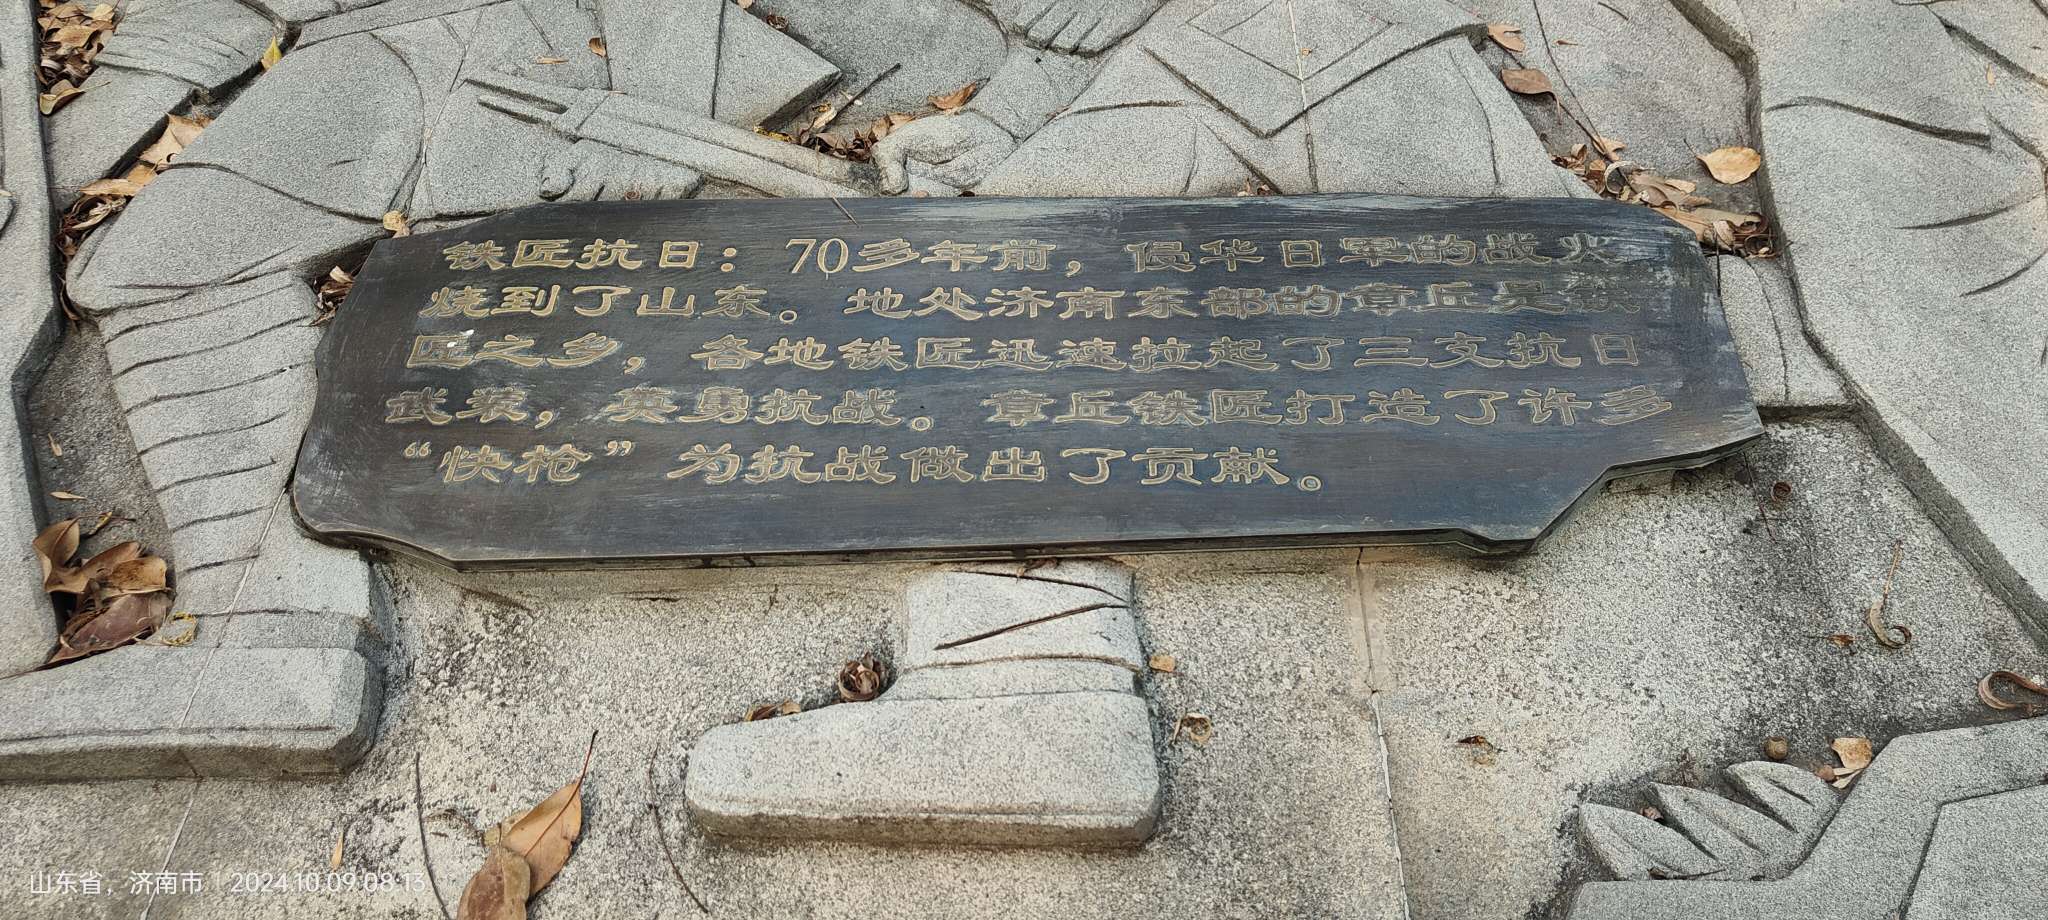 铁匠抗日：70多年前，侵华日军的战火
烧到了山东。地处济南东部的章丘是铁
匠之乡，各地铁匠迅速拉起了三支抗日
武装，英勇抗战。章丘铁匠打造了许多
“快枪”为抗战做出了贡献。
山东省，济南市 2024.10.09 08:13